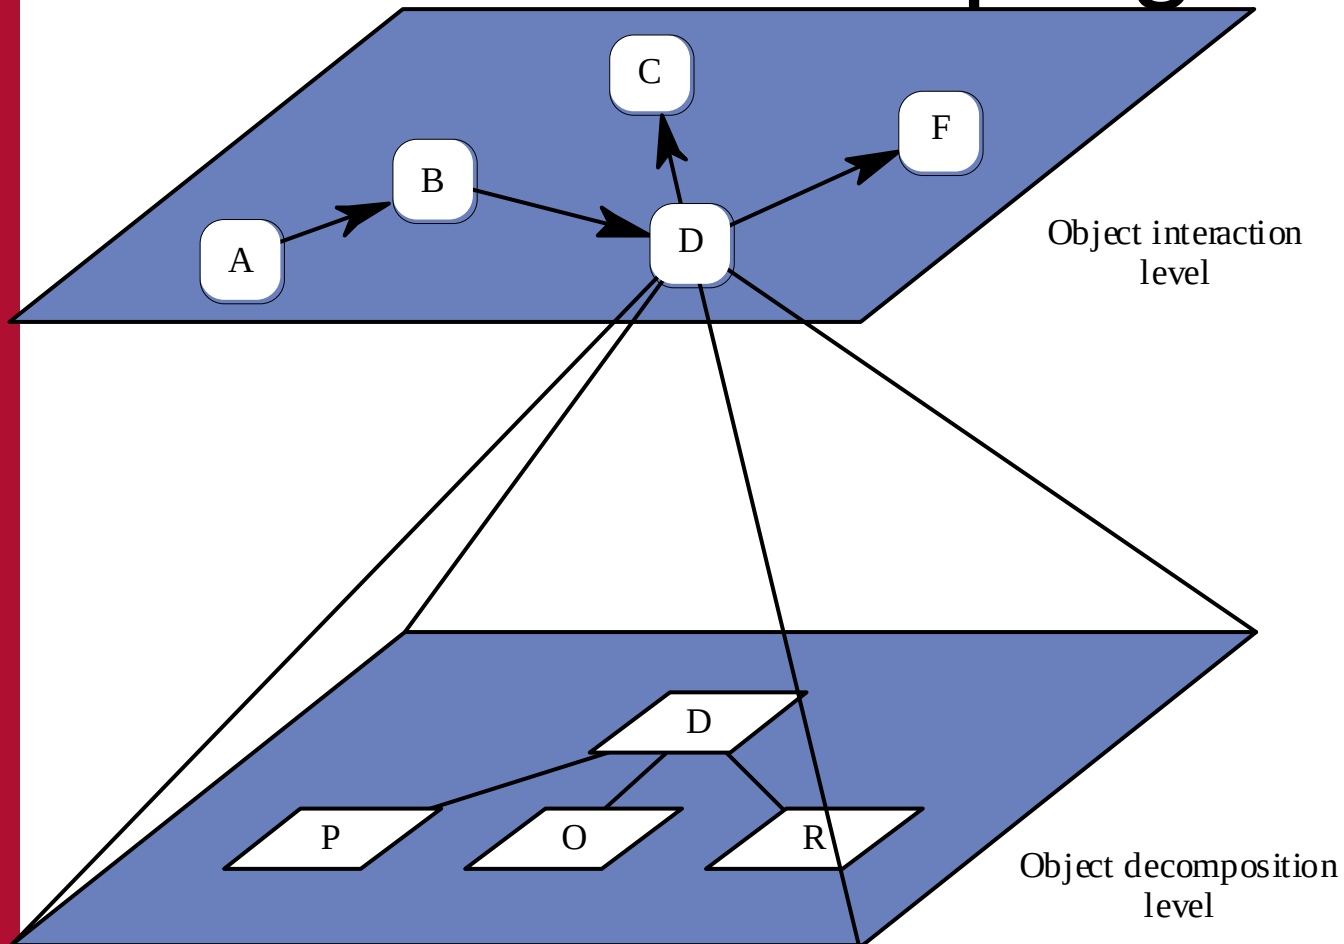 C
F
B
D
A
Object interaction
level
D
P
O
R
Object decomposition
level